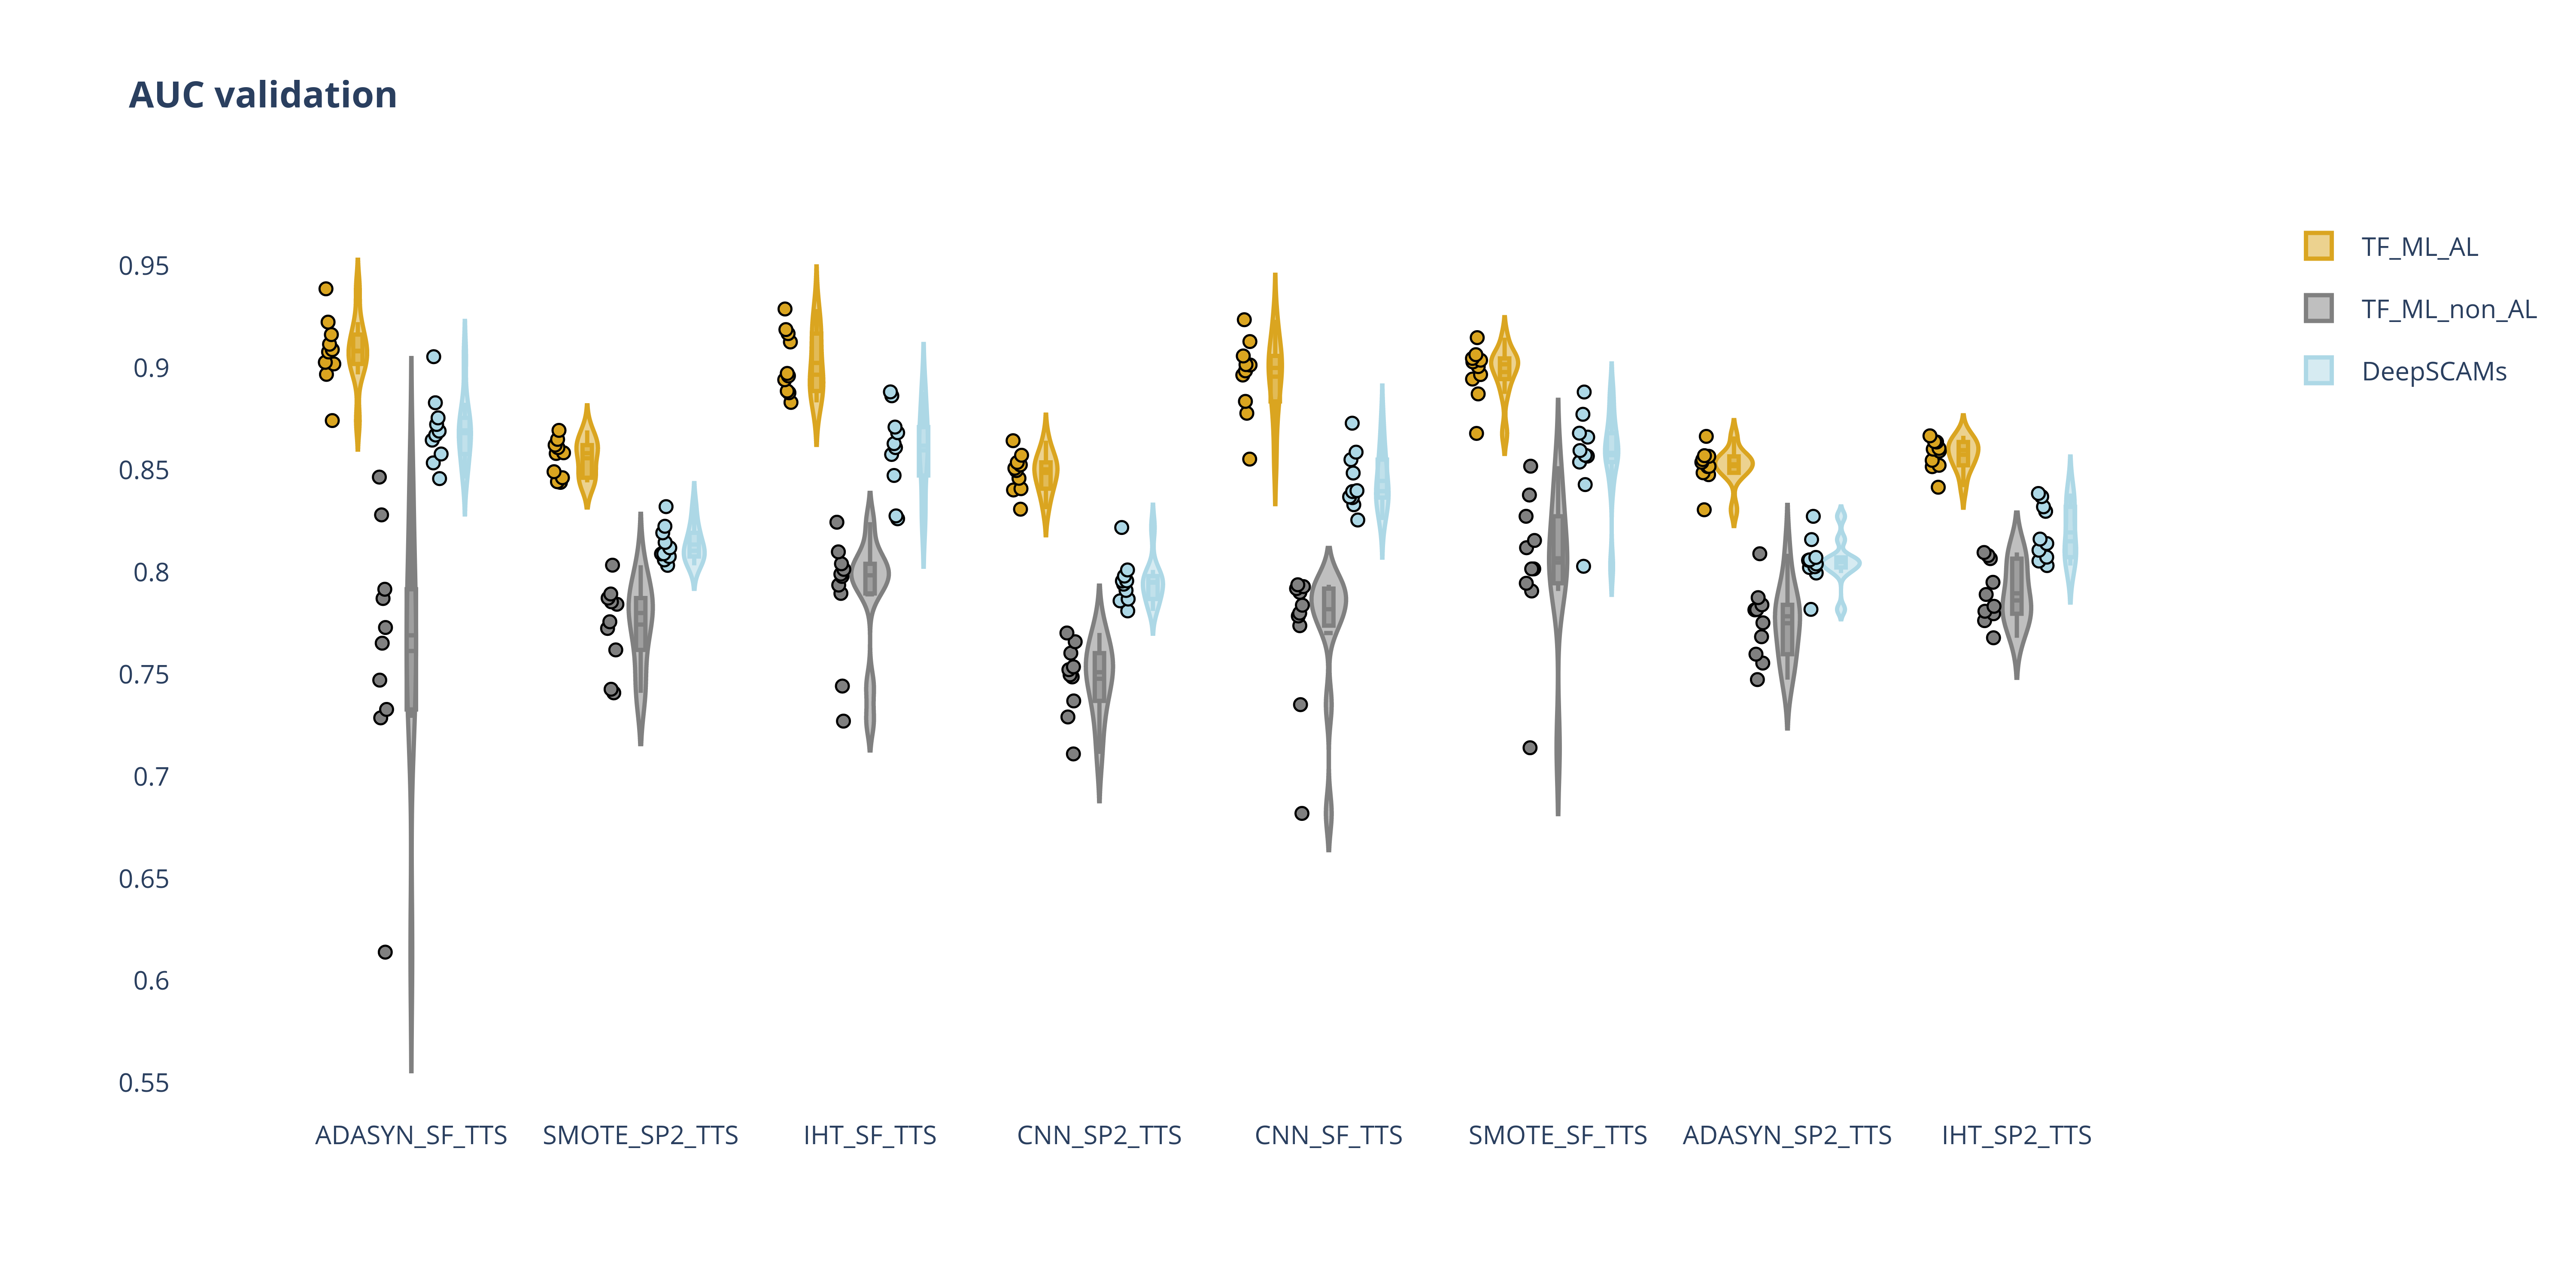 AUC validation
0.95
0.9
0.85
0.8
0.75
0.7
0.65
0.6
0.55
ADASYN_SF_TTS
SMOTE_SP2_TTS
IHT_SF_TTS
CNN_SP2_TTS
CNN_SF_TTS
SMOTE_SF_TTS
ADASYN_SP2_TTS
IHT_SP2_TTS
TF_ML_AL
TF_ML_non_AL
DeepSCAMs